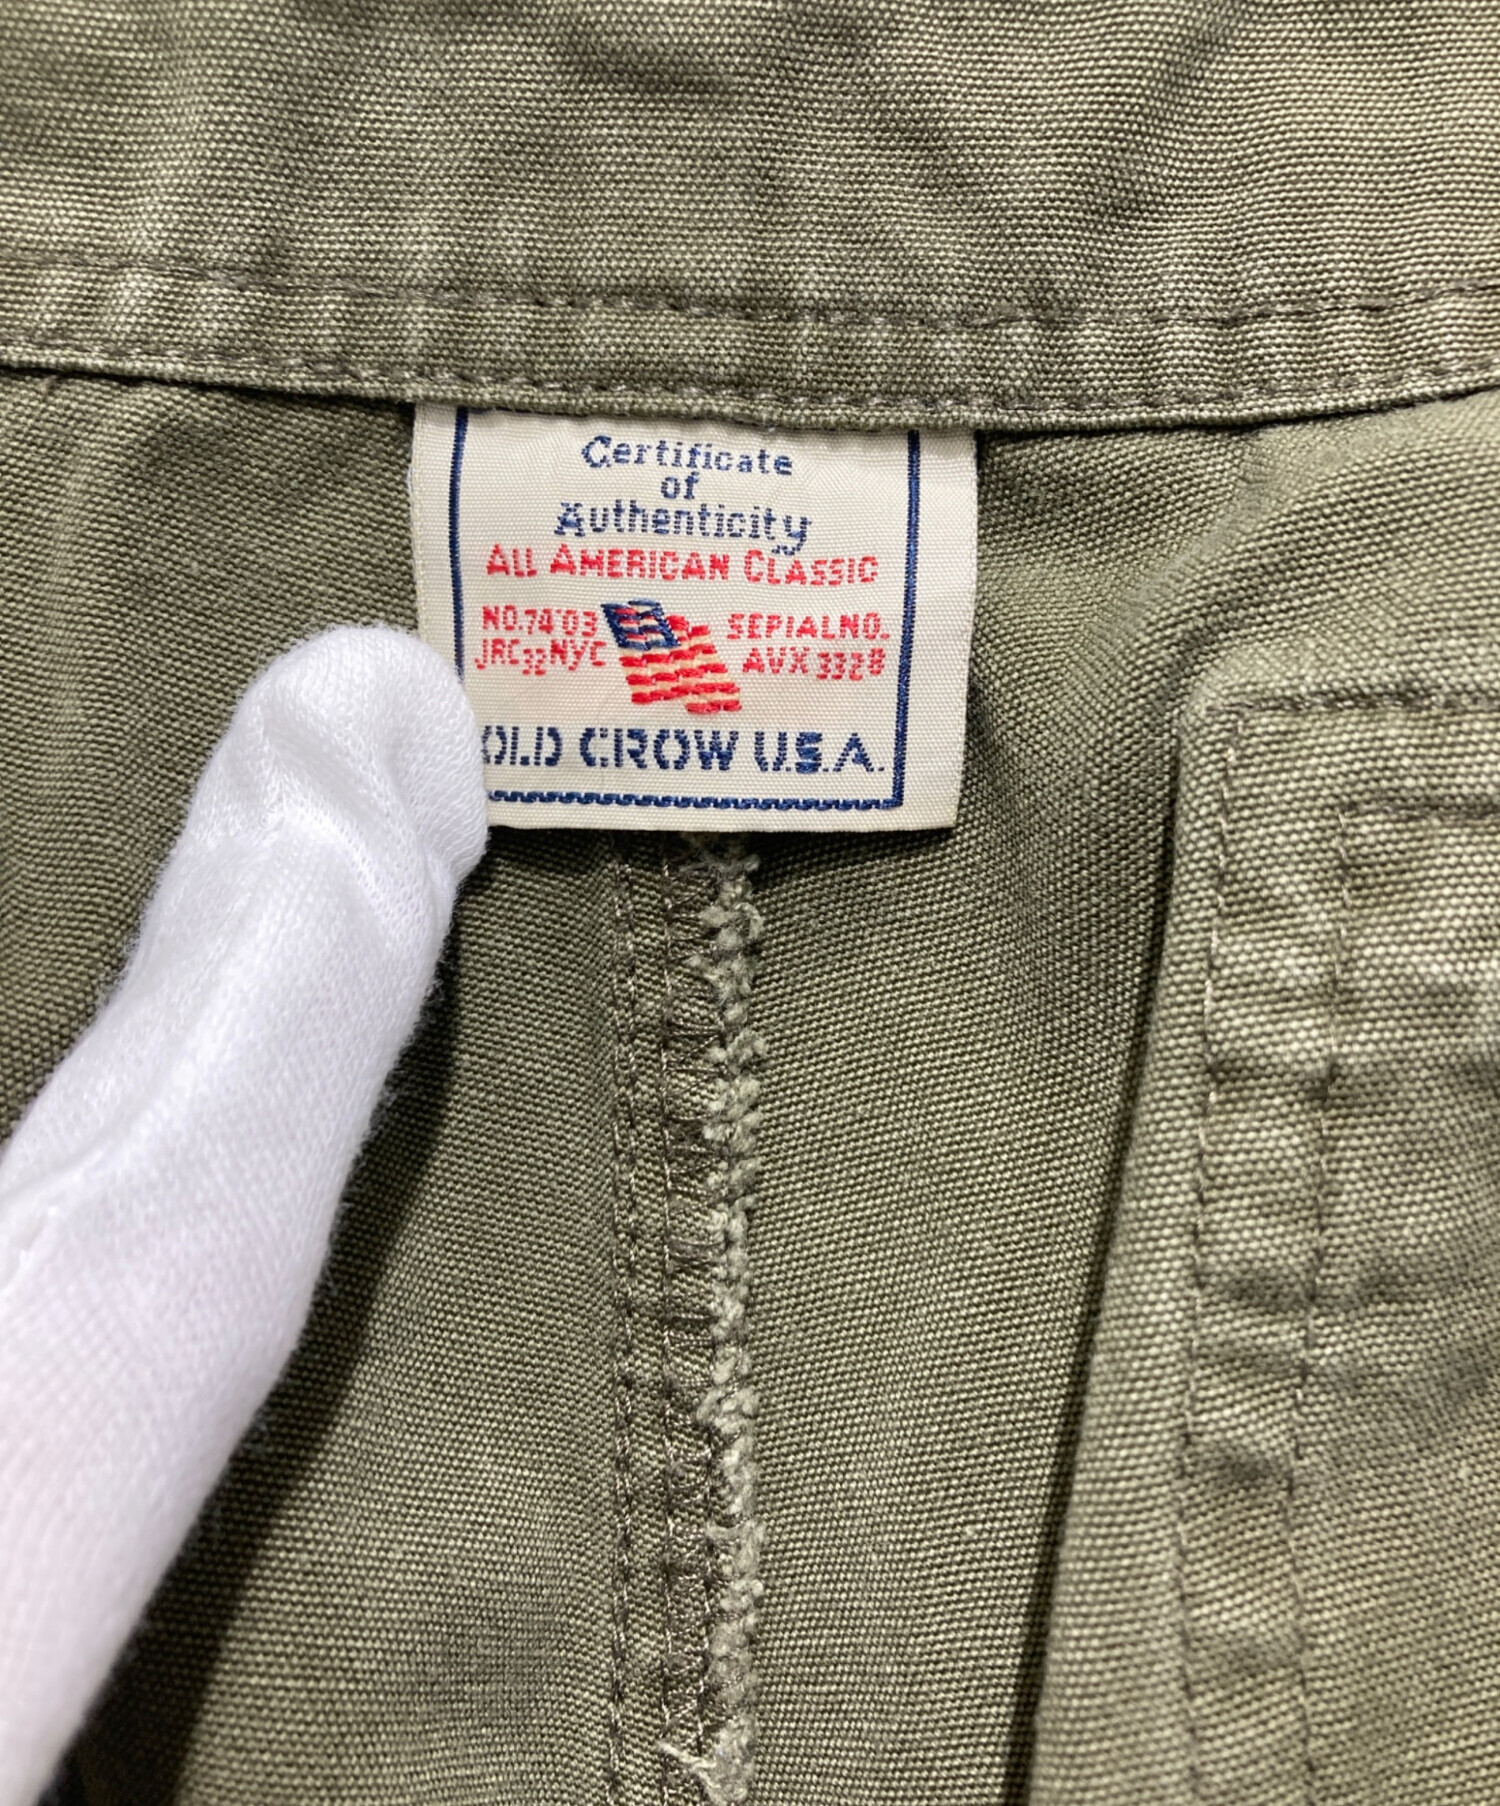 Certificate
of
Authenticity
ALL AMERICAN CLASSIC
NO.74'03 SEPIALNO.
JRC32NYC AVX 3328
OLD CROW U.S.A.